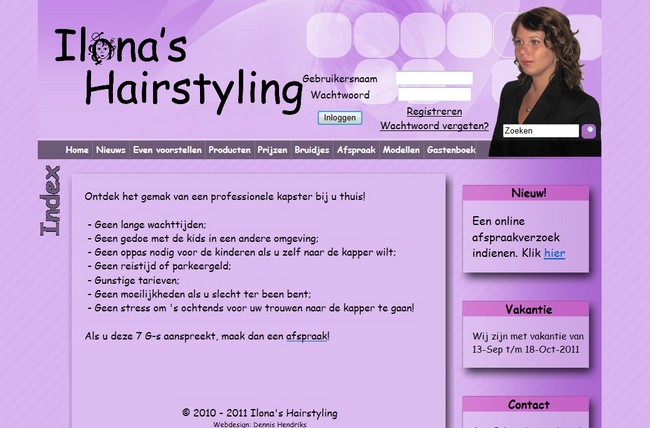 Ilona's
Hairstyling
Gebruikersnaam
Wachtwoord
Inloggen
Registreren
Wachtwoord vergeten?
Zoeken
Home Nieuws Even voorstellen Producten Prijzen Bruidjes Afspraak Modellen Gastenboek
Index
Ontdek het gemak van een professionele kapster bij u thuis!
- Geen lange wachttijden;
- Geen gedoe met de kids in een andere omgeving;
- Geen oppas nodig voor de kinderen als u zelf naar de kapper wilt;
- Geen reistijd of parkeergeld;
- Gunstige tarieven;
- Geen moeilijkheden als u slecht ter been bent;
- Geen stress om 's ochtends voor uw trouwen naar de kapper te gaan!
Als u deze 7 G-s aanspreekt, maak dan een afspraak!
© 2010 - 2011 Ilona's Hairstyling
Webdesign: Dennis Hendriks
Nieuw!
Een online
afspraakverzoek
indienen. Klik hier
Vakantie
Wij zijn met vakantie van
13-Sep t/m 18-Oct-2011
Contact